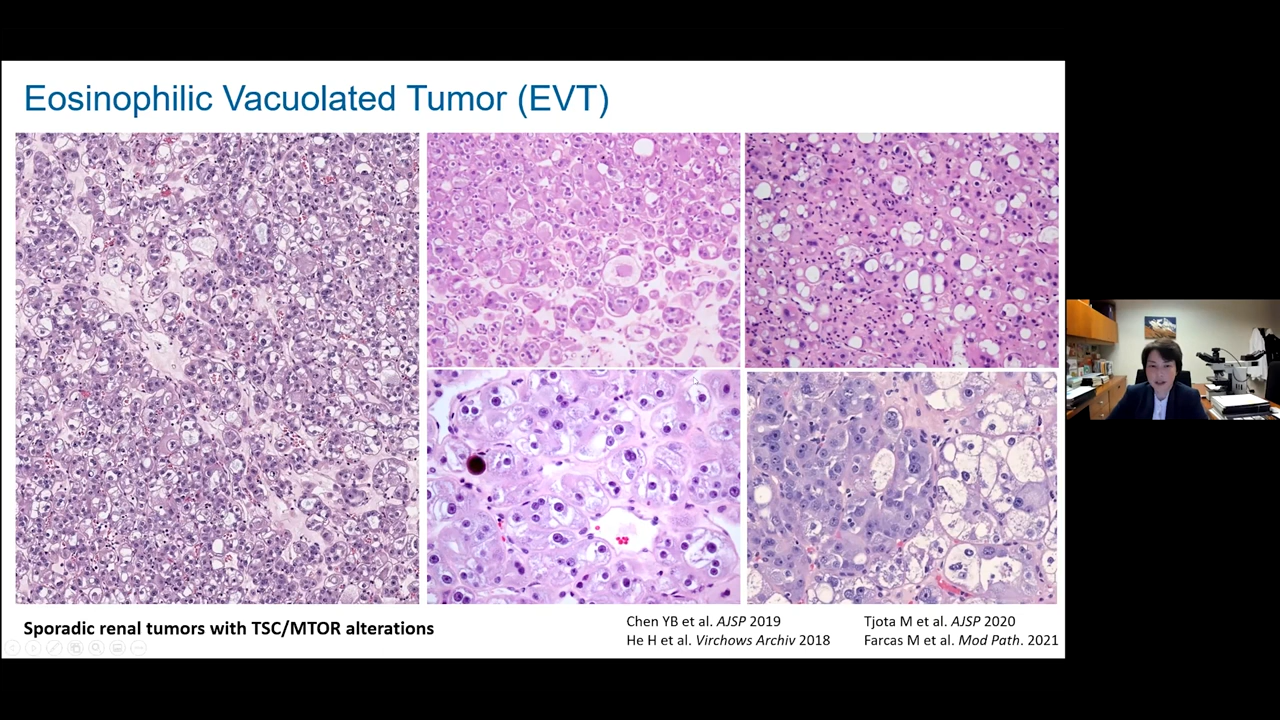 Eosinophilic Vacuolated Tumor (EVT)
Sporadic renal tumors with TSC/MTOR alterations
Chen YB et al. AJSP 2019
He H et al. Virchows Archiv 2018
Tjota M et al. AJSP 2020
Farcas M et al. Mod Path. 2021